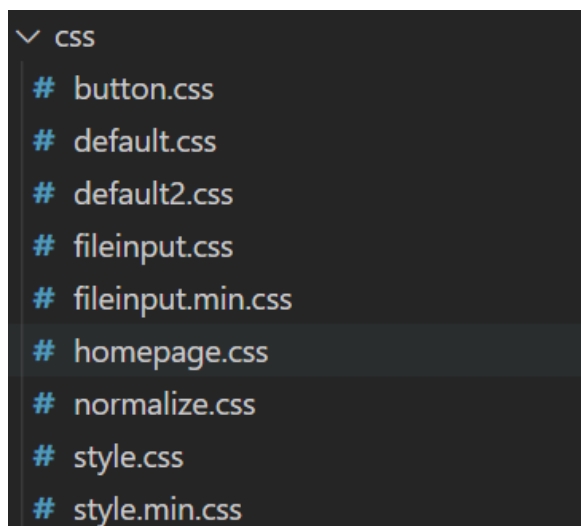 css
# button.css
# default.css
# default2.css
# fileinput.css
# fileinput.min.css
# homepage.css
# normalize.css
# style.css
# style.min.css